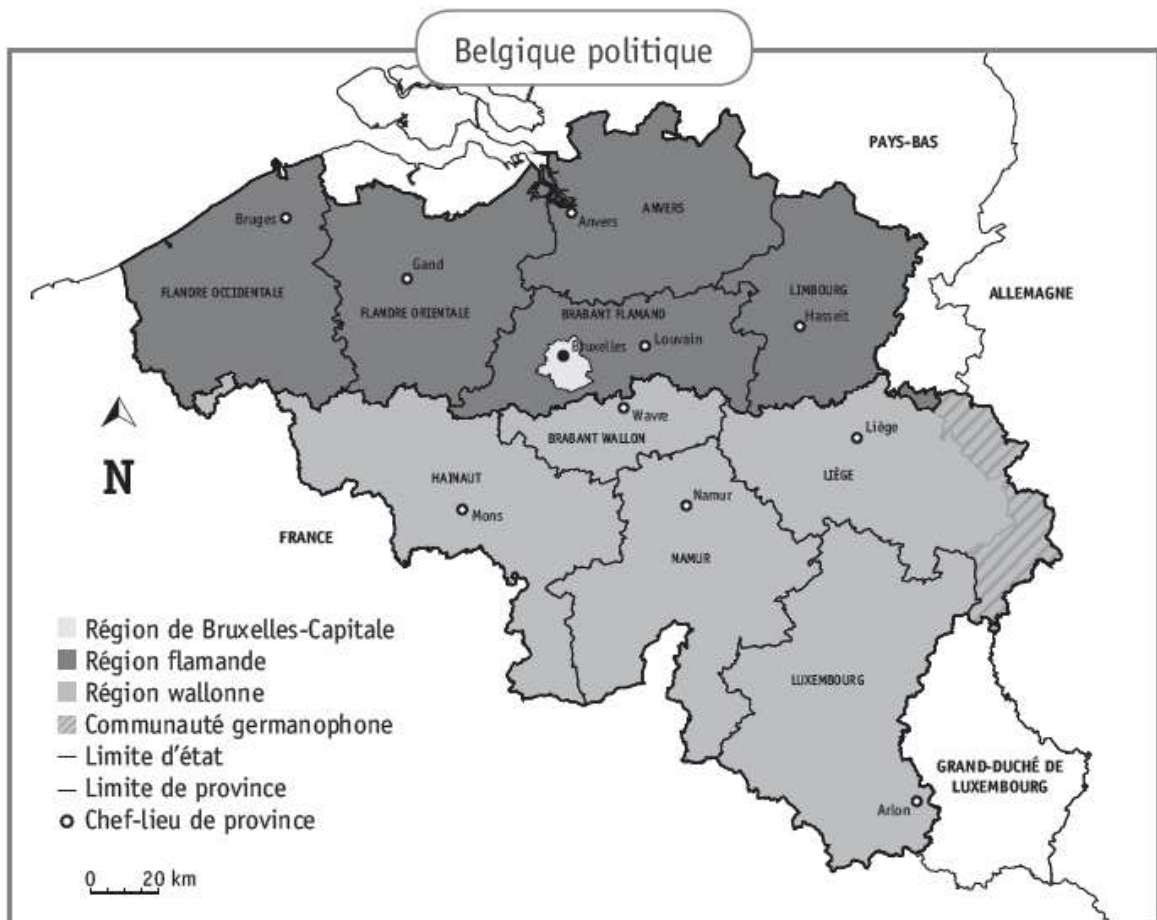 Belgique politique
PAYS-BAS
ANVERS
Bruges
Anvers
Gand
ALLEMAGNE
FLANDRE OCCIDENTALE
LIMBOURG
FLANDRE ORIENTALE
BRABANT FLAMAND
Hasselt
Bruxelles
Louvain
Wavre
Liège
BRABANT WALLON
N
HAINAUT
LIÈGE
Namur
Mons
FRANCE
NAMUR
Région de Bruxelles-Capitale
Région flamande
LUXEMBOURG
Région wallonne
Communauté germanophone
Limite d'état
GRAND-DUCHÉ DE
LUXEMBOURG
Limite de province
Arlon
Chef-lieu de province
0 20 km